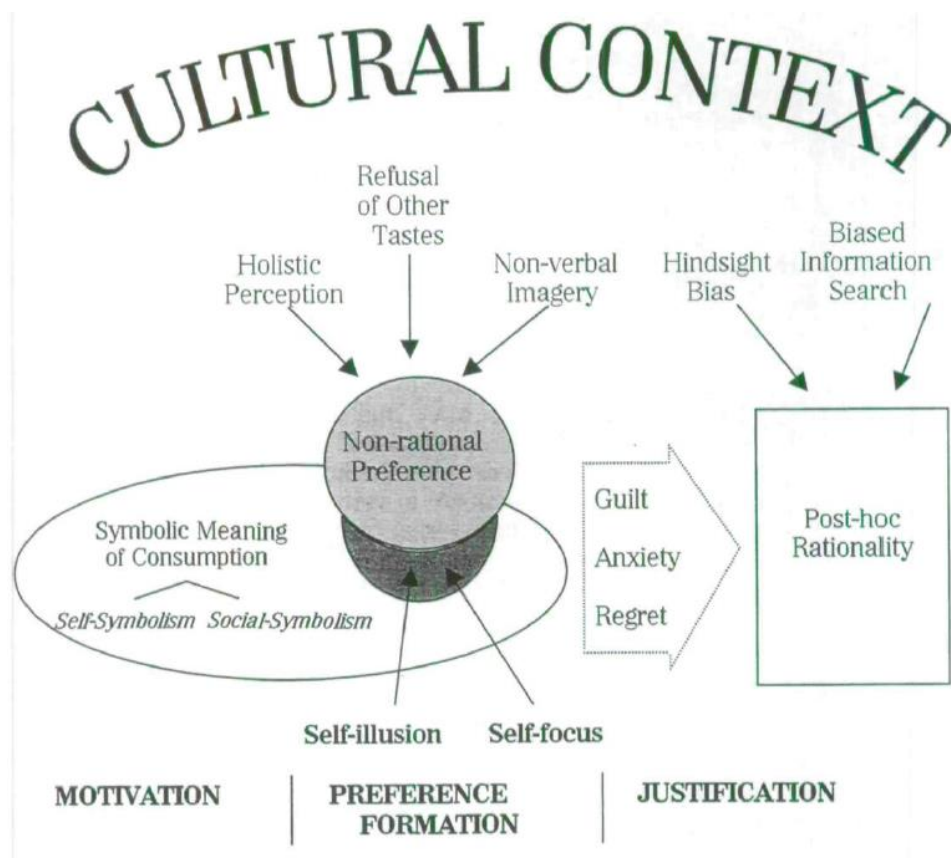 CULTURAL CONTEXT
Refusal
of Other
Tastes
Holistic
Perception
Non-verbal
Imagery
Hindsight
Bias
Biased
Information
Search
Non-rational
Preference
Symbolic Meaning
of Consumption
Self-Symbolism Social-Symbolism
Guilt
Anxiety
Regret
Post-hoc
Rationality
Self-illusion
Self-focus
MOTIVATION
PREFERENCE
FORMATION
JUSTIFICATION